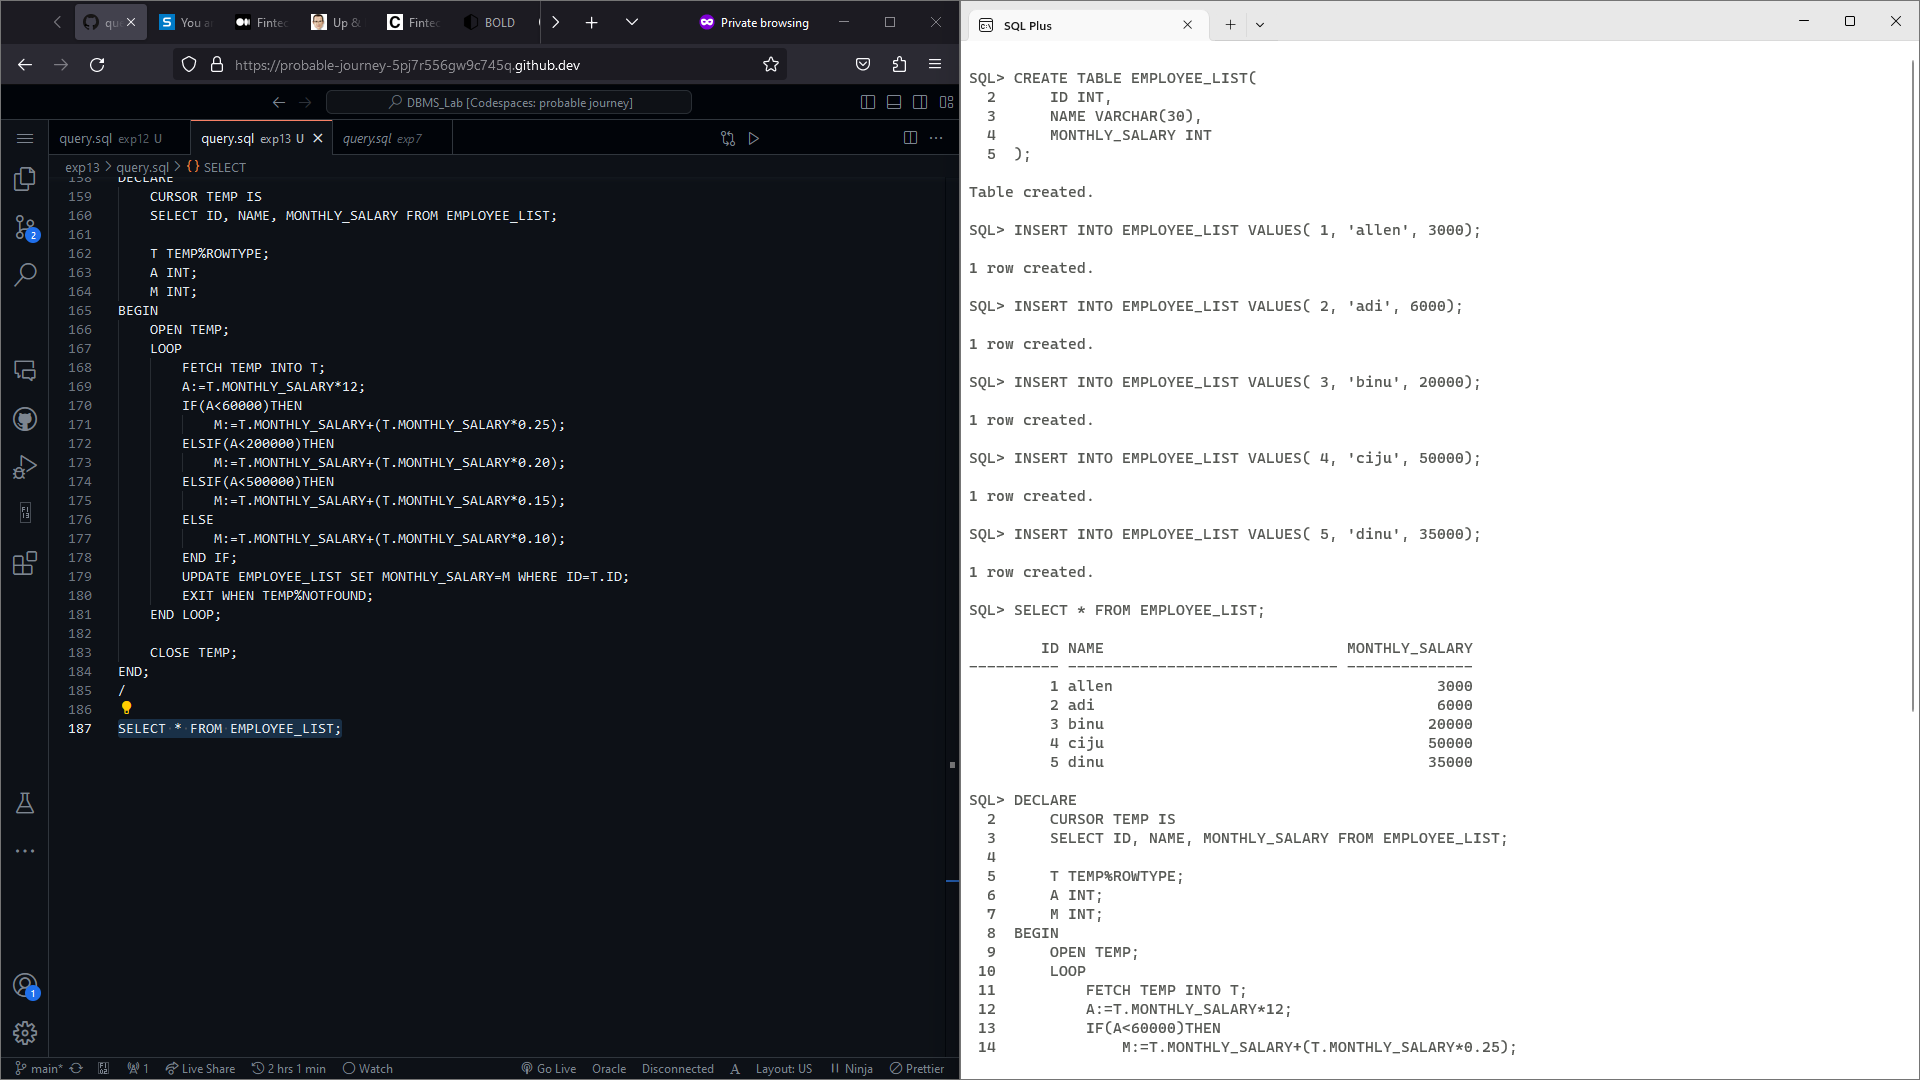 qu
You a
Fintec
Up &
Fintec
BOLD
Private browsing
https://probable-journey-5pj7r556gw9c745q.github.dev
DBMS_Lab [Codespaces: probable journey]
query.sql exp12 U
query.sql exp13 U
query.sql exp7
exp13 > query.sql > {} SELECT
158 DECLARE
159 CURSOR TEMP IS
160 SELECT ID, NAME, MONTHLY_SALARY FROM EMPLOYEE_LIST;
161
162 T TEMP%ROWTYPE;
163 A INT;
164 M INT;
165 BEGIN
166 OPEN TEMP;
167 LOOP
168 FETCH TEMP INTO T;
169 A:=T.MONTHLY_SALARY*12;
170 IF(A<60000)THEN
171 M:=T.MONTHLY_SALARY+(T.MONTHLY_SALARY*0.25);
172 ELSIF(A<200000)THEN
173 M:=T.MONTHLY_SALARY+(T.MONTHLY_SALARY*0.20);
174 ELSIF(A<500000)THEN
175 M:=T.MONTHLY_SALARY+(T.MONTHLY_SALARY*0.15);
176 ELSE
177 M:=T.MONTHLY_SALARY+(T.MONTHLY_SALARY*0.10);
178 END IF;
179 UPDATE EMPLOYEE_LIST SET MONTHLY_SALARY=M WHERE ID=T.ID;
180 EXIT WHEN TEMP%NOTFOUND;
181 END LOOP;
182
183 CLOSE TEMP;
184 END;
185 /
186
187 SELECT * FROM EMPLOYEE_LIST;
2
1
main* 1 Live Share 2 hrs 1 min Watch Go Live Oracle Disconnected A Layout: US Ninja Prettier
SQL Plus
SQL> CREATE TABLE EMPLOYEE_LIST(
2 ID INT,
3 NAME VARCHAR(30),
4 MONTHLY_SALARY INT
5 );
Table created.
SQL> INSERT INTO EMPLOYEE_LIST VALUES( 1, 'allen', 3000);
1 row created.
SQL> INSERT INTO EMPLOYEE_LIST VALUES( 2, 'adi', 6000);
1 row created.
SQL> INSERT INTO EMPLOYEE_LIST VALUES( 3, 'binu', 20000);
1 row created.
SQL> INSERT INTO EMPLOYEE_LIST VALUES( 4, 'ciju', 50000);
1 row created.
SQL> INSERT INTO EMPLOYEE_LIST VALUES( 5, 'dinu', 35000);
1 row created.
SQL> SELECT * FROM EMPLOYEE_LIST;
ID NAME MONTHLY_SALARY
---------- ------------------------------ --------------
1 allen 3000
2 adi 6000
3 binu 20000
4 ciju 50000
5 dinu 35000
SQL> DECLARE
2 CURSOR TEMP IS
3 SELECT ID, NAME, MONTHLY_SALARY FROM EMPLOYEE_LIST;
4
5 T TEMP%ROWTYPE;
6 A INT;
7 M INT;
8 BEGIN
9 OPEN TEMP;
10 LOOP
11 FETCH TEMP INTO T;
12 A:=T.MONTHLY_SALARY*12;
13 IF(A<60000)THEN
14 M:=T.MONTHLY_SALARY+(T.MONTHLY_SALARY*0.25);